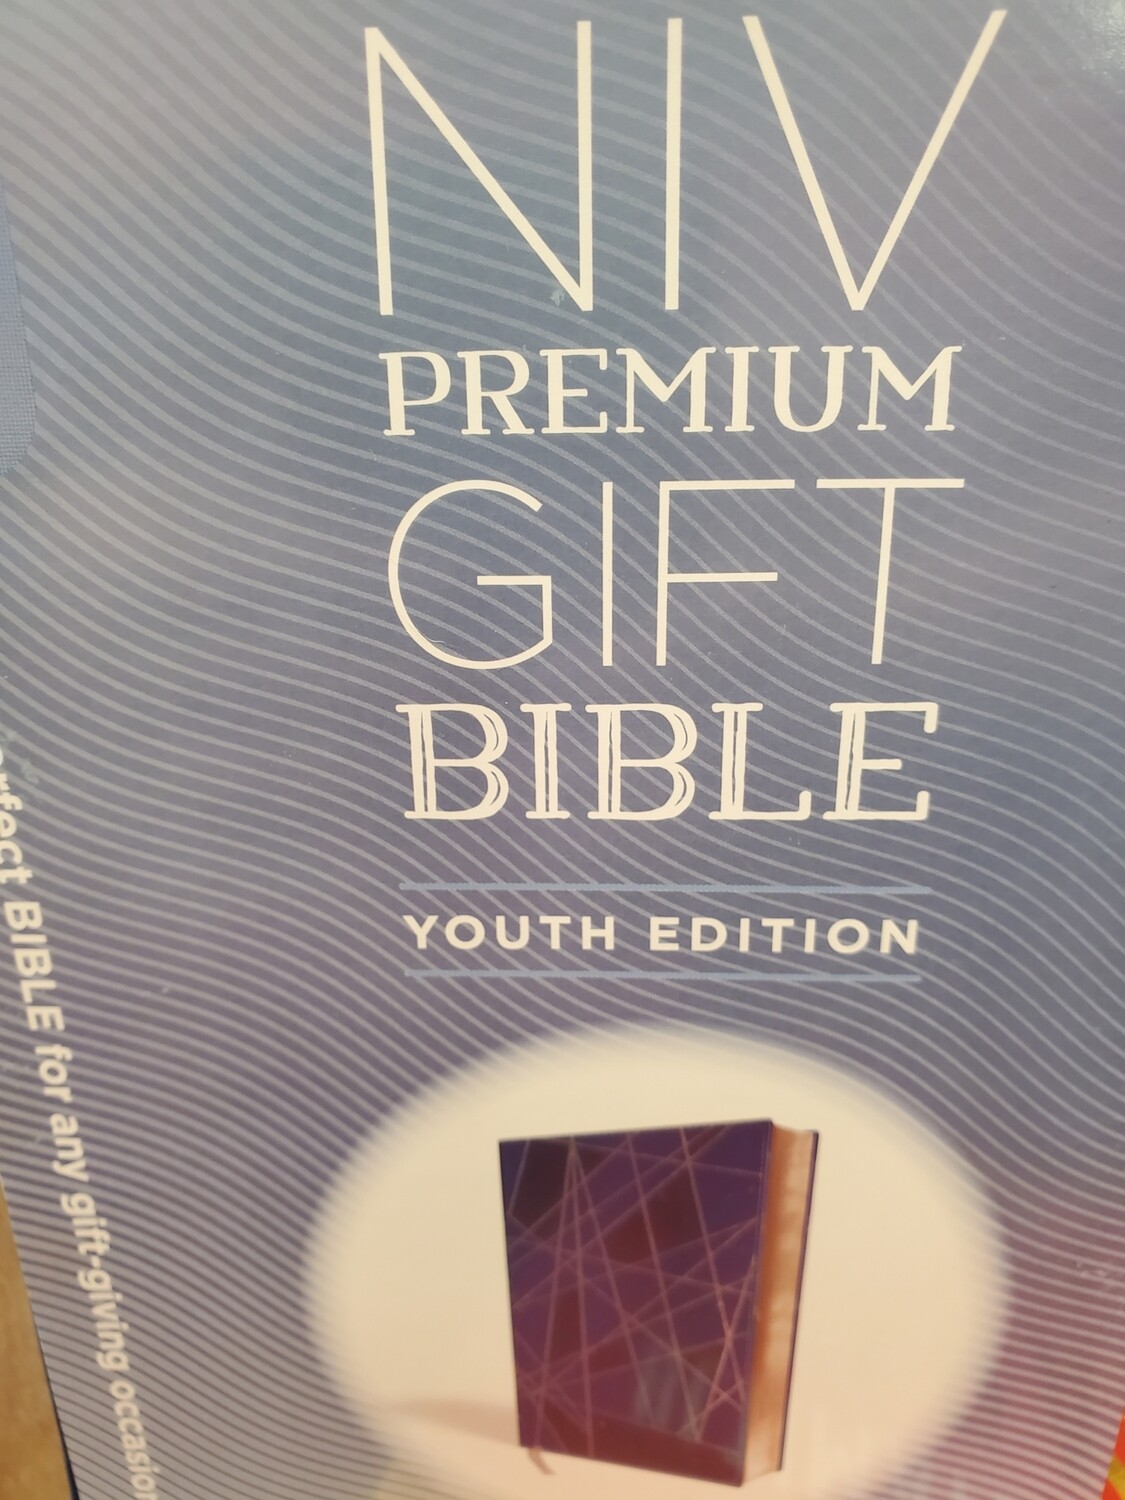 NIV
PREMIUM
GIFT
BIBLE
YOUTH EDITION
BIBLE for any gift-giving